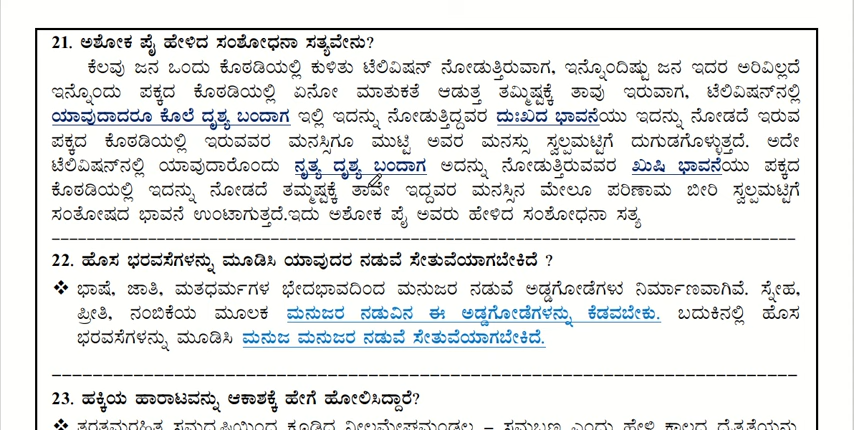 21. ಅಶೋಕ ಪೈ ಹೇಳಿದ ಸಂಶೋಧನಾ ಸತ್ಯವೇನು?
ಕೆಲವು ಜನ ಒಂದು ಕೊಠಡಿಯಲ್ಲಿ ಕುಳಿತು ಟೆಲಿವಿಷನ್ ನೋಡುತ್ತಿರುವಾಗ, ಇನ್ನೊಂದಿಷ್ಟು ಜನ ಇದರ ಅರಿವಿಲ್ಲದೆ
ಇನ್ನೊಂದು ಪಕ್ಕದ ಕೊಠಡಿಯಲ್ಲಿ ಏನೋ ಮಾತುಕತೆ ಆಡುತ್ತ ತಮ್ಮಿಷ್ಟಕ್ಕೆ ತಾವು ಇರುವಾಗ, ಟೆಲಿವಿಷನ್‌ನಲ್ಲಿ
ಯಾವುದಾದರೂ ಕೊಲೆ ದೃಶ್ಯ ಬಂದಾಗ ಇಲ್ಲಿ ಇದನ್ನು ನೋಡುತ್ತಿದ್ದವರ ದುಃಖದ ಭಾವನೆಯು ಇದನ್ನು ನೋಡದೆ ಇರುವ
ಪಕ್ಕದ ಕೊಠಡಿಯಲ್ಲಿ ಇರುವವರ ಮನಸ್ಸಿಗೂ ಮುಟ್ಟಿ ಅವರ ಮನಸ್ಸು ಸ್ವಲ್ಪಮಟ್ಟಿಗೆ ದುಗುಡಗೊಳ್ಳುತ್ತದೆ. ಅದೇ
ಟೆಲಿವಿಷನ್‌ನಲ್ಲಿ ಯಾವುದಾರೊಂದು ನೃತ್ಯ ದೃಶ್ಯ ಬಂದಾಗ ಅದನ್ನು ನೋಡುತ್ತಿರುವವರ ಖುಷಿ ಭಾವನೆಯು ಪಕ್ಕದ
ಕೊಠಡಿಯಲ್ಲಿ ಇದನ್ನು ನೋಡದೆ ತಮ್ಮಷ್ಟಕ್ಕೆ ತಾವೇ ಇದ್ದವರ ಮನಸ್ಸಿನ ಮೇಲೂ ಪರಿಣಾಮ ಬೀರಿ ಸ್ವಲ್ಪಮಟ್ಟಿಗೆ
ಸಂತೋಷದ ಭಾವನೆ ಉಂಟಾಗುತ್ತದೆ.ಇದು ಅಶೋಕ ಪೈ ಅವರು ಹೇಳಿದ ಸಂಶೋಧನಾ ಸತ್ಯ
22. ಹೊಸ ಭರವಸೆಗಳನ್ನು ಮೂಡಿಸಿ ಯಾವುದರ ನಡುವೆ ಸೇತುವೆಯಾಗಬೇಕಿದೆ ?
❖ ಭಾಷೆ, ಜಾತಿ, ಮತಧರ್ಮಗಳ ಭೇದಭಾವದಿಂದ ಮನುಜರ ನಡುವೆ ಅಡ್ಡಗೋಡೆಗಳು ನಿರ್ಮಾಣವಾಗಿವೆ. ಸ್ನೇಹ,
ಪ್ರೀತಿ, ನಂಬಿಕೆಯ ಮೂಲಕ ಮನುಜರ ನಡುವಿನ ಈ ಅಡ್ಡಗೋಡೆಗಳನ್ನು ಕೆಡವಬೇಕು. ಬದುಕಿನಲ್ಲಿ ಹೊಸ
ಭರವಸೆಗಳನ್ನು ಮೂಡಿಸಿ ಮನುಜ ಮನುಜರ ನಡುವೆ ಸೇತುವೆಯಾಗಬೇಕಿದೆ.
23. ಹಕ್ಕಿಯ ಹಾರಾಟವನ್ನು ಆಕಾಶಕ್ಕೆ ಹೇಗೆ ಹೋಲಿಸಿದ್ದಾರೆ?